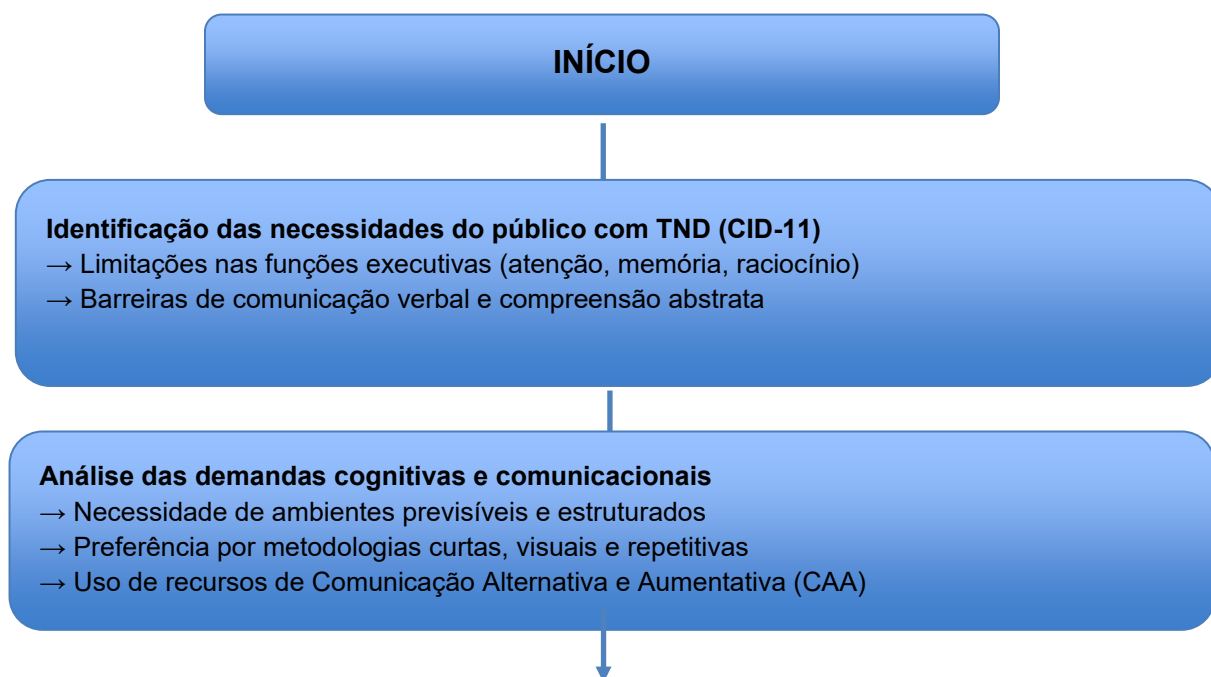 INÍCIO
Identificação das necessidades do público com TND (CID-11)
→ Limitações nas funções executivas (atenção, memória, raciocínio)
→ Barreiras de comunicação verbal e compreensão abstrata
Análise das demandas cognitivas e comunicacionais
→ Necessidade de ambientes previsíveis e estruturados
→ Preferência por metodologias curtas, visuais e repetitivas
→ Uso de recursos de Comunicação Alternativa e Aumentativa (CAA)